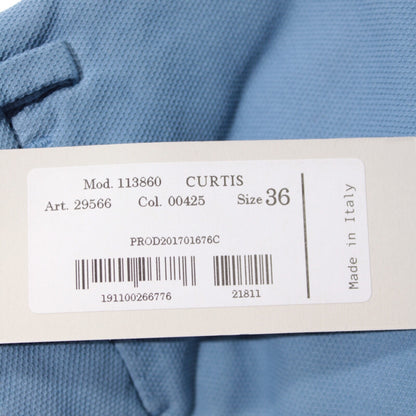 Mod. 113860 CURTIS
Art. 29566 Col. 00425 Size 36
PROD201701676C
191100266776 21811
Made in Italy